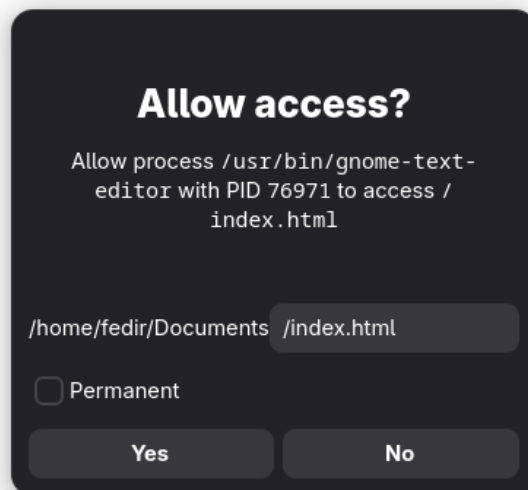 Allow access?
Allow process /usr/bin/gnome-text-
editor with PID 76971 to access /
index.html
/home/fedir/Documents /index.html
Permanent
Yes No